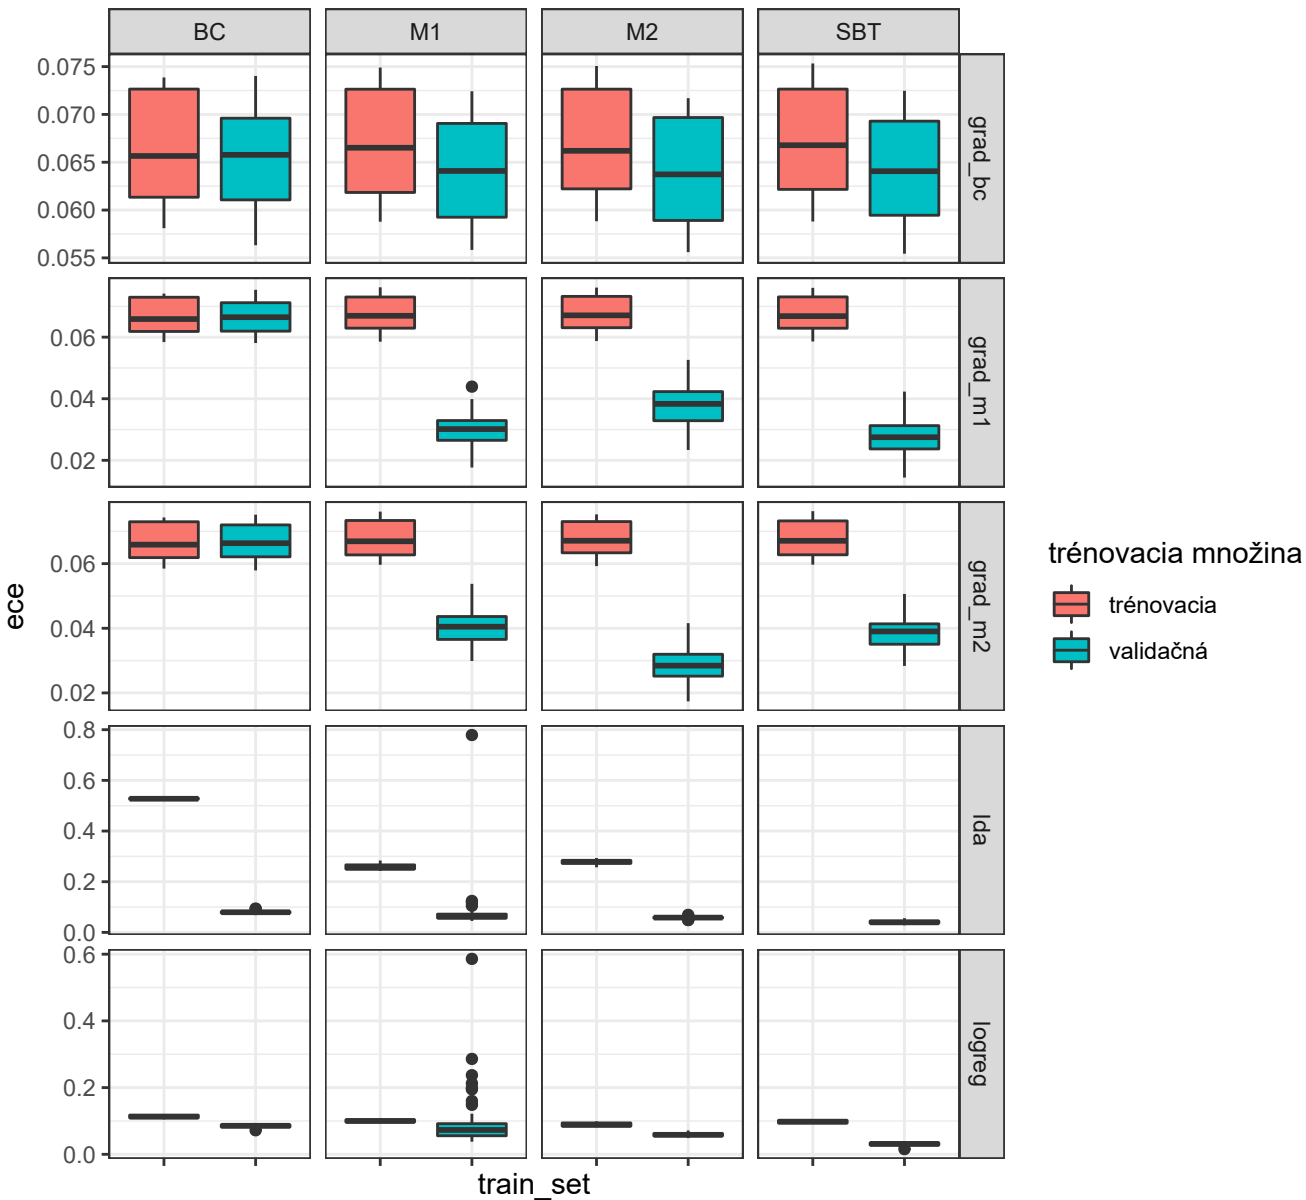 BC M1 M2 SBT
0.075
0.070
0.065
0.060
0.055
grad_bc
0.06
0.04
0.02
grad_m1
0.06
0.04
0.02
grad_m2
0.8
0.6
0.4
0.2
0.0
lda
0.6
0.4
0.2
0.0
logreg
ece
train_set
trénovacia množina
trénovacia
validačná